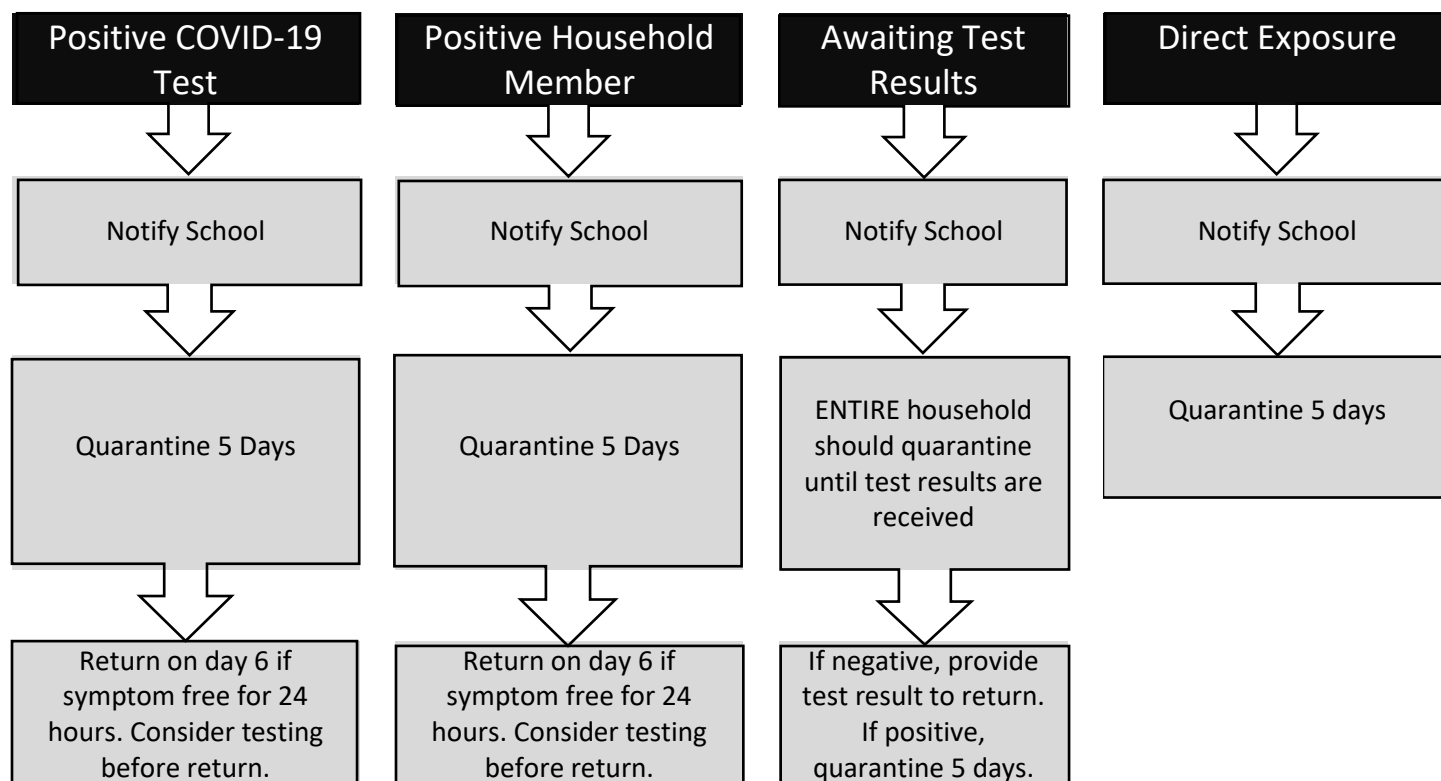 Positive COVID-19
Test
Notify School
Quarantine 5 Days
Return on day 6 if
symptom free for 24
hours. Consider testing
before return.
Positive Household
Member
Notify School
Quarantine 5 Days
Return on day 6 if
symptom free for 24
hours. Consider testing
before return.
Awaiting Test
Results
Notify School
ENTIRE household
should quarantine
until test results are
received
If negative, provide
test result to return.
If positive,
quarantine 5 days.
Direct Exposure
Notify School
Quarantine 5 days